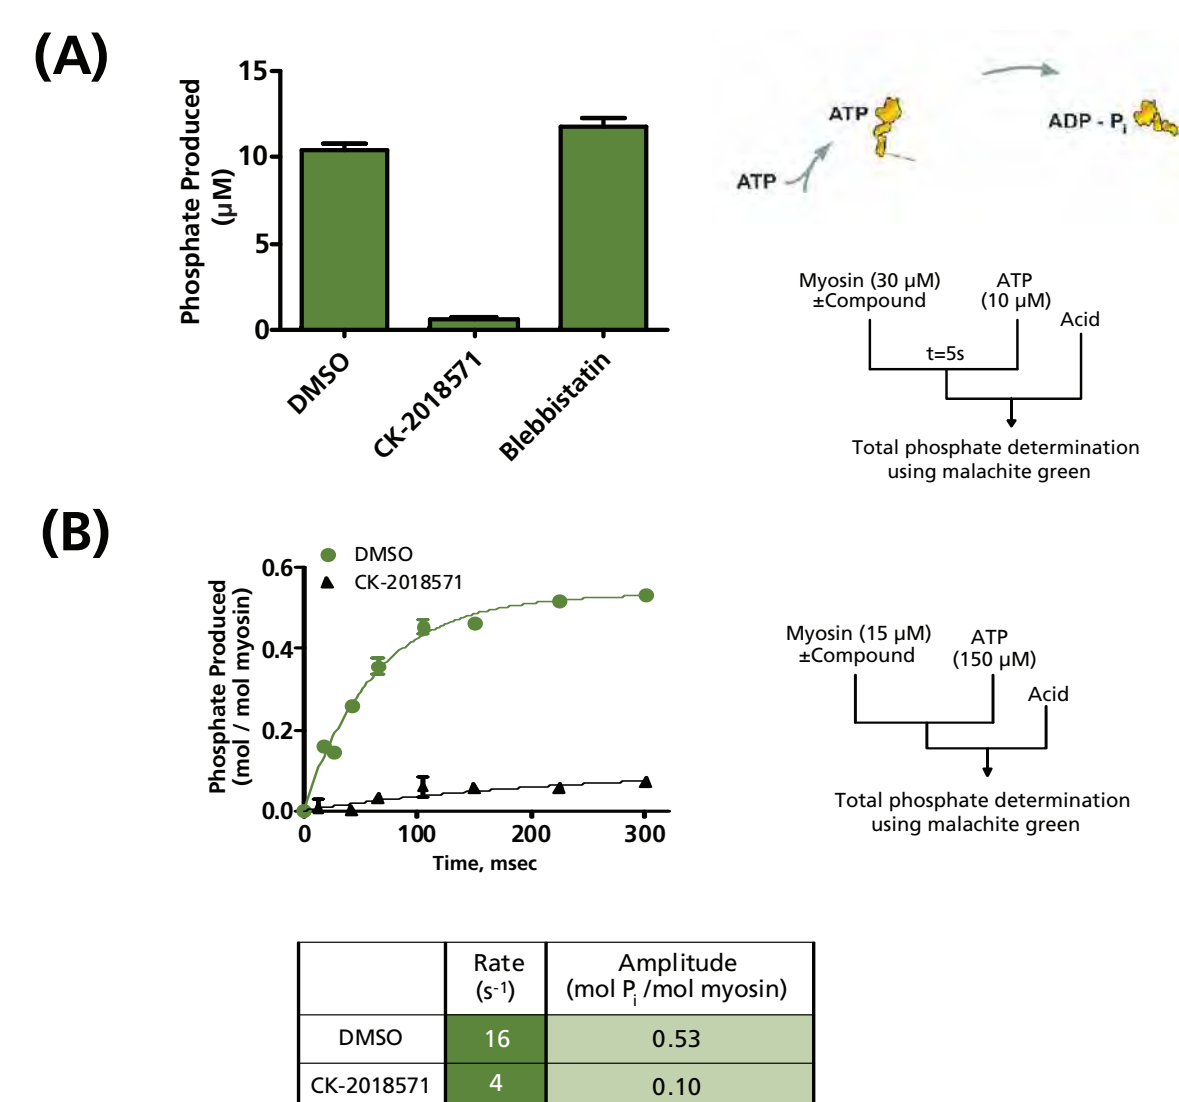 (A)
Phosphate Produced
(μM)
15
10
5
0
DMSO
CK-2018571
Blebbistatin
ATP
ATP
ADP - Pi
Myosin (30 μM)
±Compound
ATP
(10 μM)
Acid
t=5s
Total phosphate determination
using malachite green
(B)
Phosphate Produced
(mol / mol myosin)
DMSO
CK-2018571
0.6
0.4
0.2
0.0
0
100
200
300
Time, msec
Myosin (15 μM)
±Compound
ATP
(150 μM)
Acid
Total phosphate determination
using malachite green
Rate
(s-1)
Amplitude
(mol Pi /mol myosin)
DMSO
16
0.53
CK-2018571
4
0.10